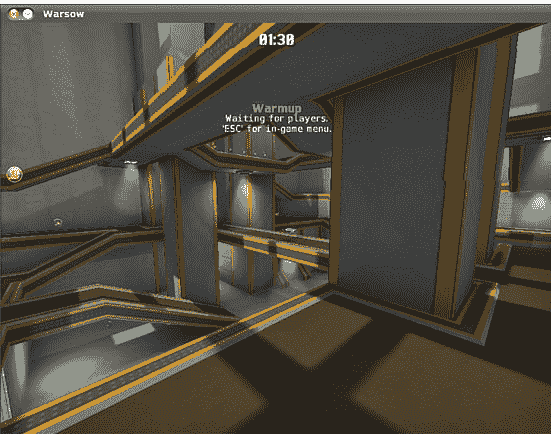 Warsow
01:30
Warmup
Waiting for players.
'ESC' for in-game menu.